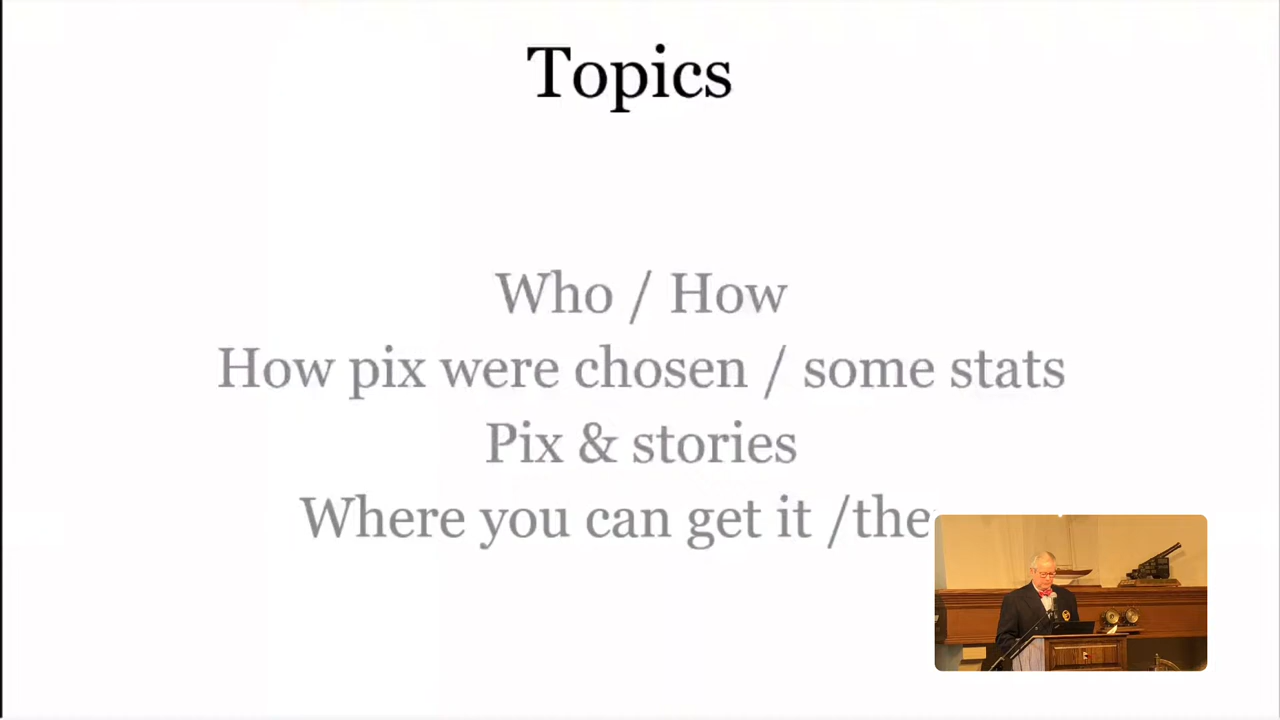 Topics
Who / How
How pix were chosen / some stats
Pix & stories
Where you can get it /the